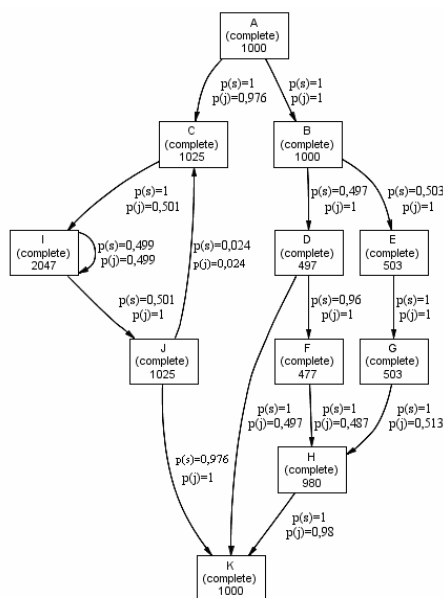 A
(complete)
1000
p(s)=1
p(j)=0,976
p(s)=1
p(j)=1
C
(complete)
1025
B
(complete)
1000
p(s)=1
p(j)=0,501
p(s)=0,497
p(j)=1
p(s)=0,503
p(j)=1
I
(complete)
2047
p(s)=0,499
p(j)=0,499
p(s)=0,024
p(j)=0,024
D
(complete)
497
E
(complete)
503
p(s)=0,501
p(j)=1
p(s)=0,96
p(j)=1
p(s)=1
p(j)=1
J
(complete)
1025
F
(complete)
477
G
(complete)
503
p(s)=1
p(j)=0,497
p(s)=1
p(j)=0,487
p(s)=1
p(j)=0,513
p(s)=0,976
p(j)=1
H
(complete)
980
p(s)=1
p(j)=0,98
K
(complete)
1000